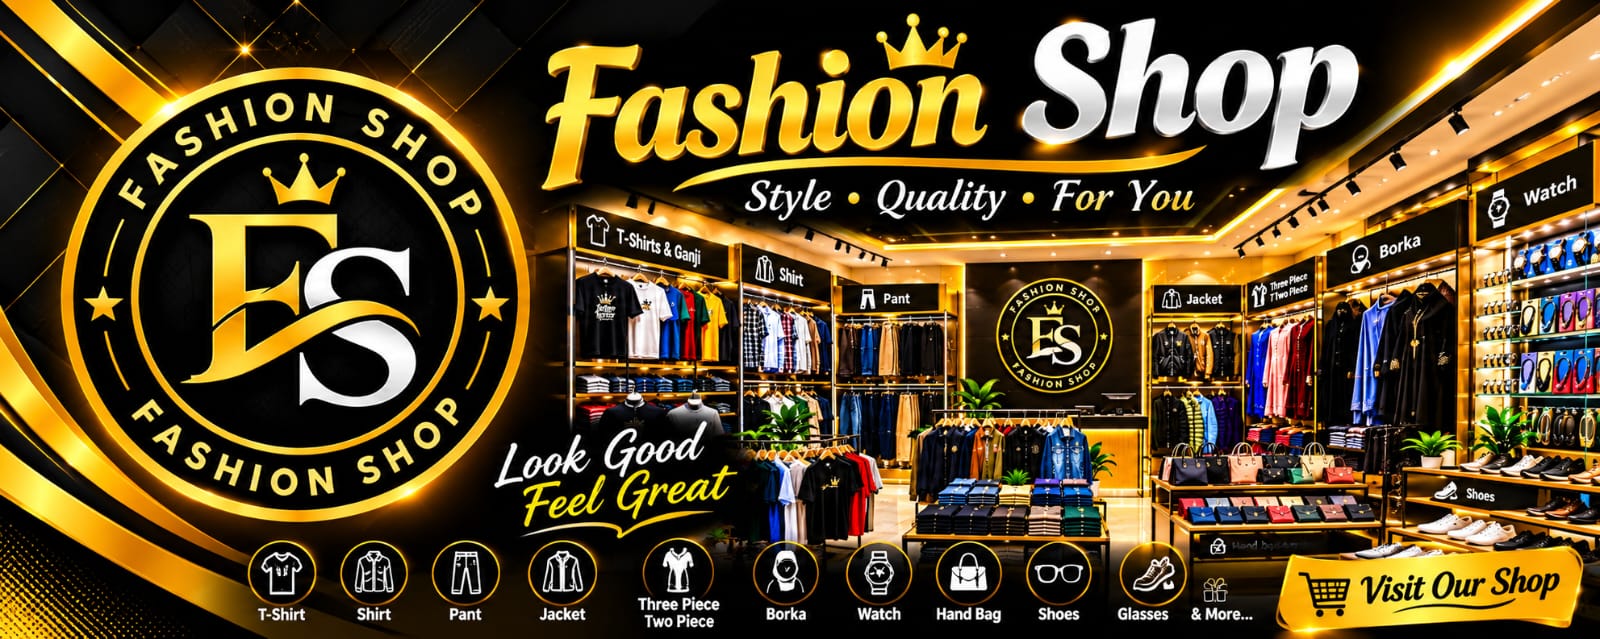 FASHION SHOP
ES
FASHION SHOP
Fashion Shop
Style • Quality • For You
T-Shirts & Ganji
Shirt
Pant
FASHION SHOP
ES
FASHION SHOP
Jacket
Three Piece
Two Piece
Borka
Watch
Shoes
Look Good
Feel Great
T-Shirt
Shirt
Pant
Jacket
Three Piece
Two Piece
Borka
Watch
Hand Bag
Shoes
Glasses
& More...
Visit Our Shop